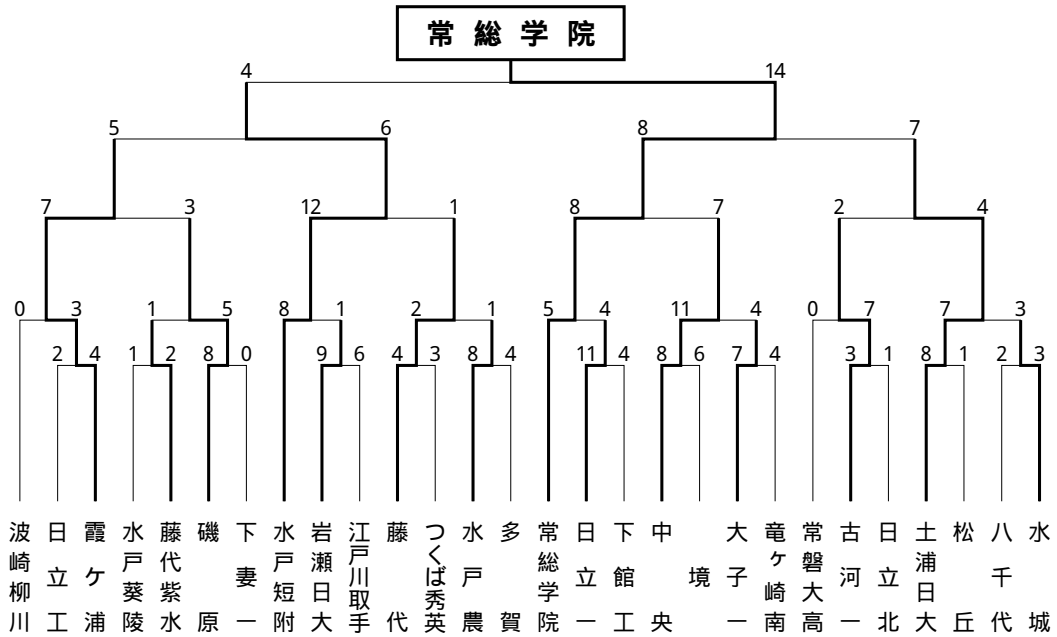 常総学院
4 14
5 6 8 7
7 3 12 1 8 7 2 4
0 3 1 5 8 1 2 1 5 4 11 4 0 7 7 3
2 4 1 2 8 0 9 6 4 3 8 4 11 4 8 6 7 4 3 1 8 1 2 3
波崎柳川
日立工
霞ケ浦
水戸葵陵
藤代紫水
磯原
下妻一
水戸短附
岩瀬日大
江戸川取手
藤代
つくば秀英
水戸農
多賀
常総学院
日立一
下館工
中央
境
大子一
竜ヶ崎南
常磐大高
古河一
日立北
土浦日大
松丘
八千代
水城